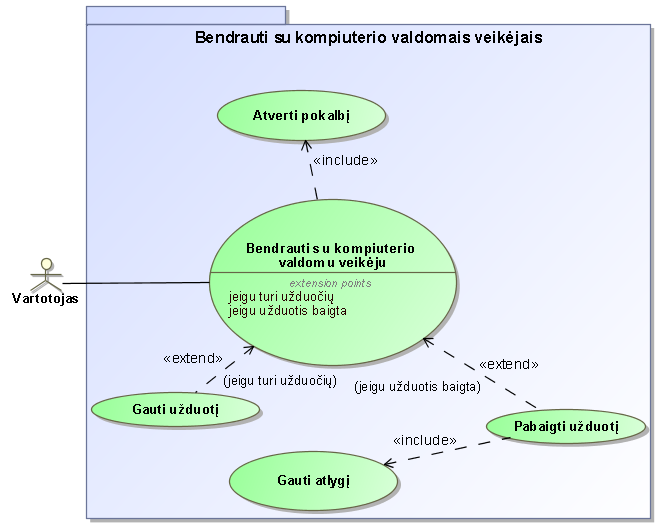 Bendrauti su kompiuterio valdomais veikėjais
Atverti pokalbį
«include»
Bendrauti su kompiuterio
valdomu veikėju
extension points
jeigu turi užduočių
jeigu užduotis baigta
Vartotojas
«extend»
(jeigu turi užduočių)
«extend»
(jeigu užduotis baigta)
Gauti užduotį
Pabaigti užduotį
«include»
Gauti atlygį